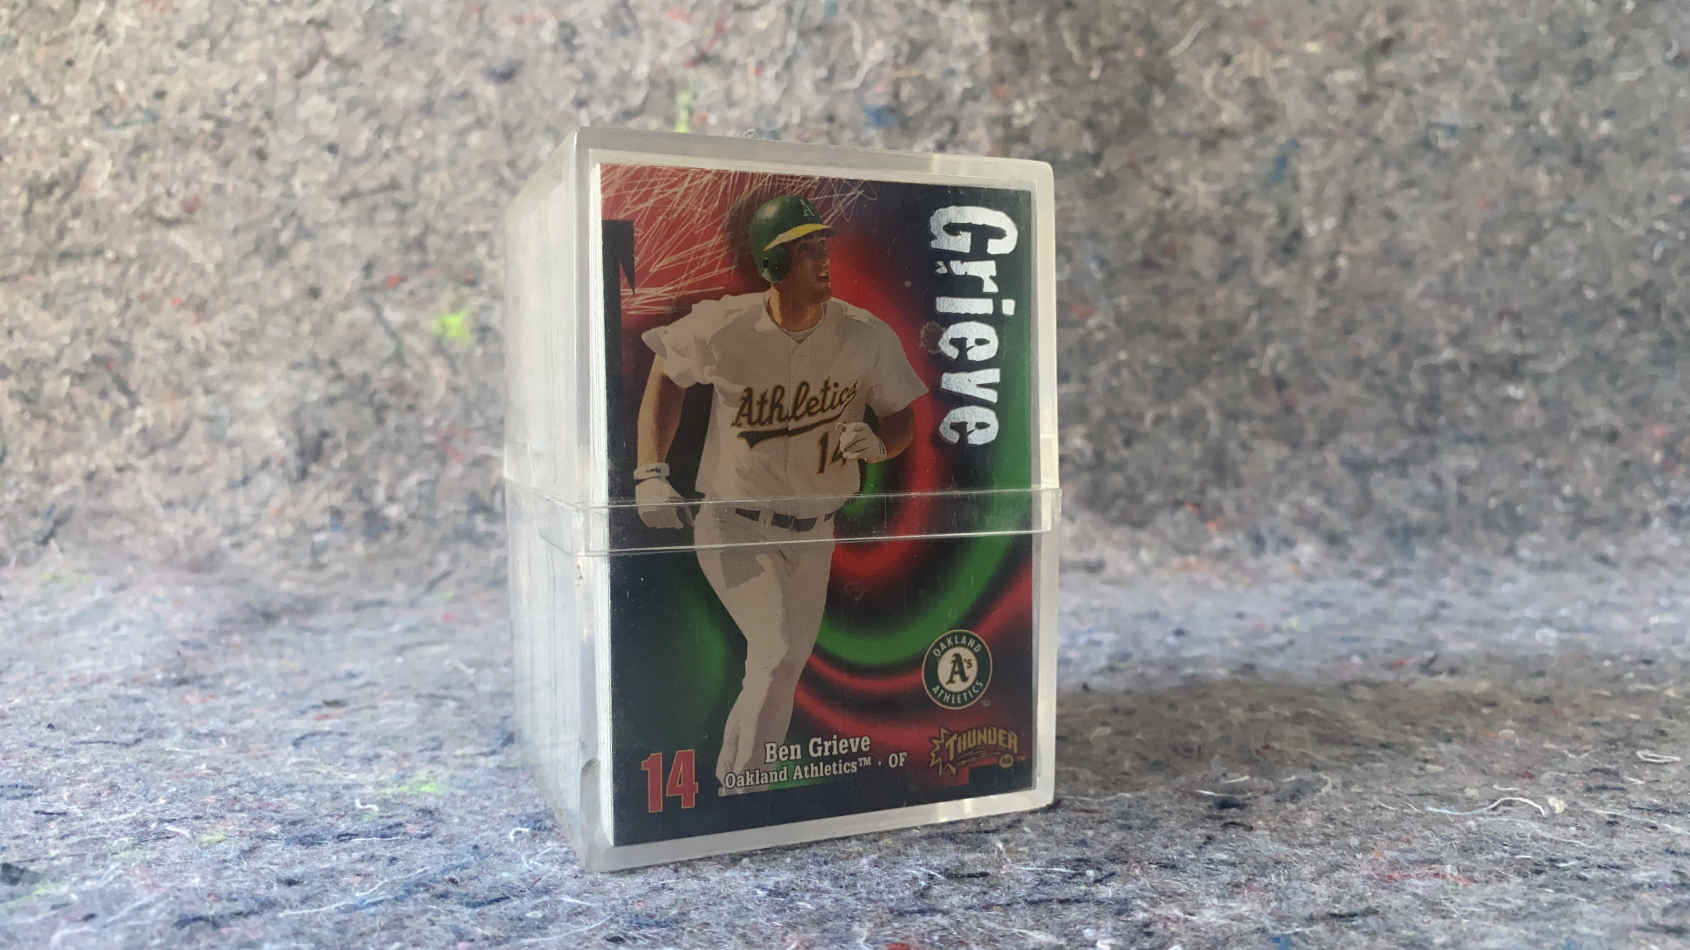 A
Grieve
Athletics
14
OAKLAND
A's
ATHLETICS
THUNDER
14
Ben Grieve
Oakland Athletics™ · OF